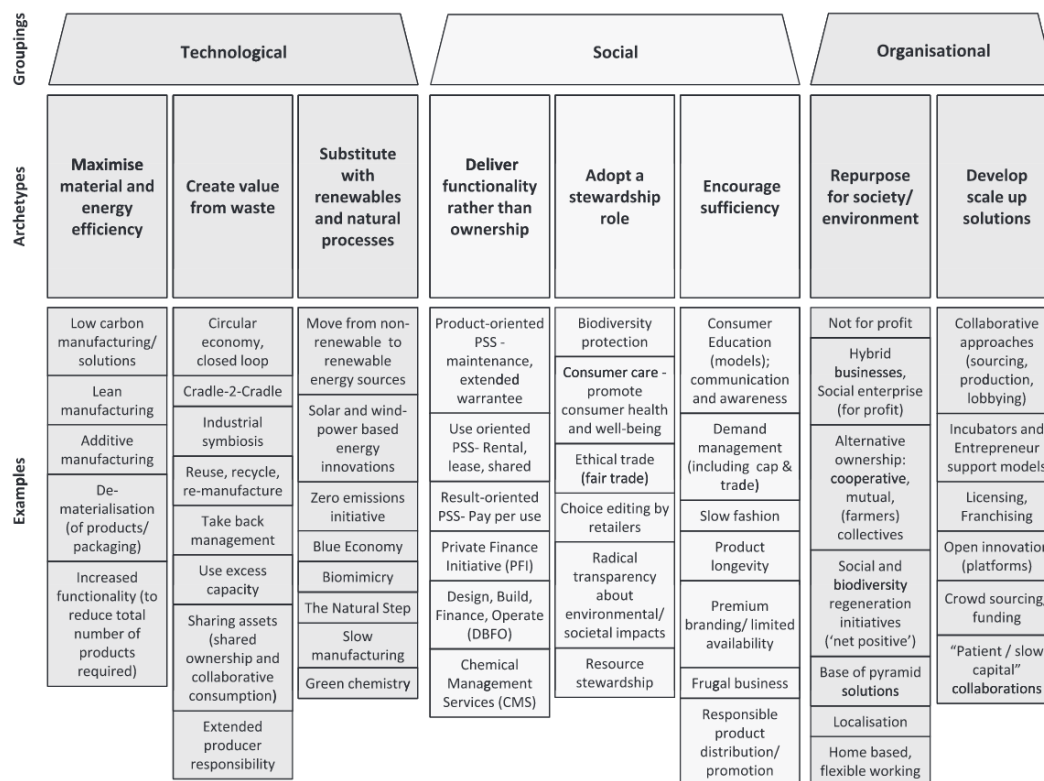 Groupings
Technological
Social
Organisational
Archetypes
Maximise
material and
energy
efficiency
Create value
from waste
Substitute
with
renewables
and natural
processes
Deliver
functionality
rather than
ownership
Adopt a
stewardship
role
Encourage
sufficiency
Repurpose
for society/
environment
Develop
scale up
solutions
Examples
Low carbon
manufacturing/
solutions
Lean
manufacturing
Additive
manufacturing
De-
materialisation
(of products/
packaging)
Increased
functionality (to
reduce total
number of
products
required)
Circular
economy,
closed loop
Cradle-2-Cradle
Industrial
symbiosis
Reuse, recycle,
re-manufacture
Take back
management
Use excess
capacity
Sharing assets
(shared
ownership and
collaborative
consumption)
Extended
producer
responsibility
Move from non-
renewable to
renewable
energy sources
Solar and wind-
power based
energy
innovations
Zero emissions
initiative
Blue Economy
Biomimicry
The Natural Step
Slow
manufacturing
Green chemistry
Product-oriented
PSS -
maintenance,
extended
warrantee
Use oriented
PSS- Rental,
lease, shared
Result-oriented
PSS- Pay per use
Private Finance
Initiative (PFI)
Design, Build,
Finance, Operate
(DBFO)
Chemical
Management
Services (CMS)
Biodiversity
protection
Consumer care -
promote
consumer health
and well-being
Ethical trade
(fair trade)
Choice editing by
retailers
Radical
transparency
about
environmental/
societal impacts
Resource
stewardship
Consumer
Education
(models);
communication
and awareness
Demand
management
(including cap &
trade)
Slow fashion
Product
longevity
Premium
branding/ limited
availability
Frugal business
Responsible
product
distribution/
promotion
Not for profit
Hybrid
businesses,
Social enterprise
(for profit)
Alternative
ownership:
cooperative,
mutual,
(farmers)
collectives
Social and
biodiversity
regeneration
initiatives
(‘net positive’)
Base of pyramid
solutions
Localisation
Home based,
flexible working
Collaborative
approaches
(sourcing,
production,
lobbying)
Incubators and
Entrepreneur
support models
Licensing,
Franchising
Open innovation
(platforms)
Crowd sourcing/
funding
“Patient / slow
capital”
collaborations